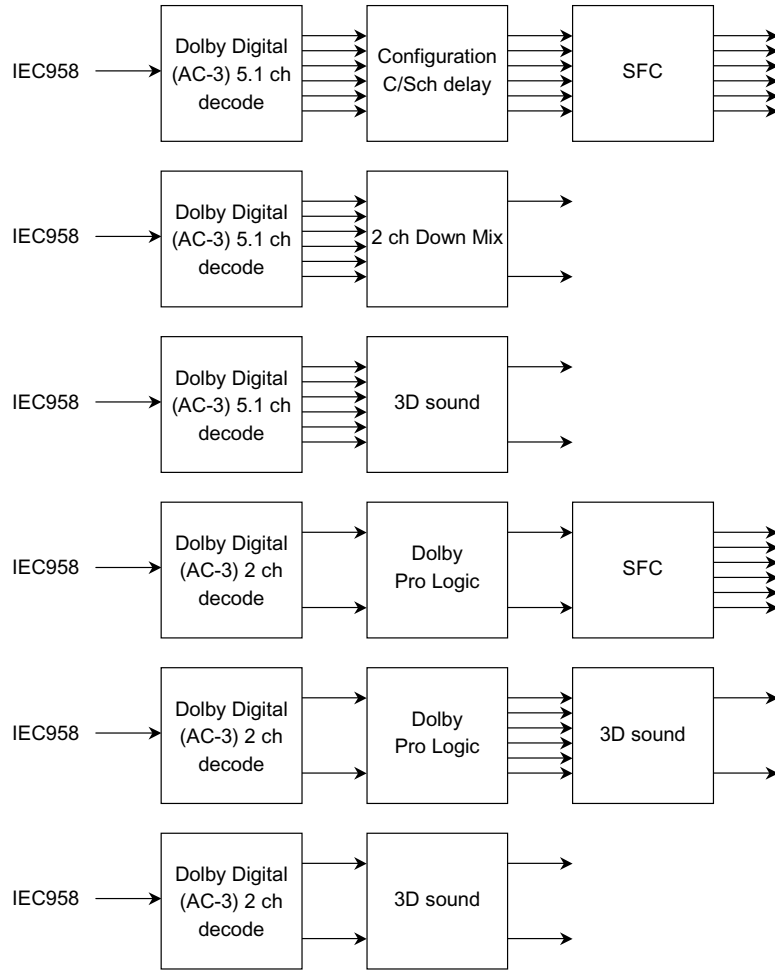 IEC958
Dolby Digital
(AC-3) 5.1 ch
decode
Configuration
C/Sch delay
SFC
IEC958
Dolby Digital
(AC-3) 5.1 ch
decode
2 ch Down Mix
IEC958
Dolby Digital
(AC-3) 5.1 ch
decode
3D sound
IEC958
Dolby Digital
(AC-3) 2 ch
decode
Dolby
Pro Logic
SFC
IEC958
Dolby Digital
(AC-3) 2 ch
decode
Dolby
Pro Logic
3D sound
IEC958
Dolby Digital
(AC-3) 2 ch
decode
3D sound